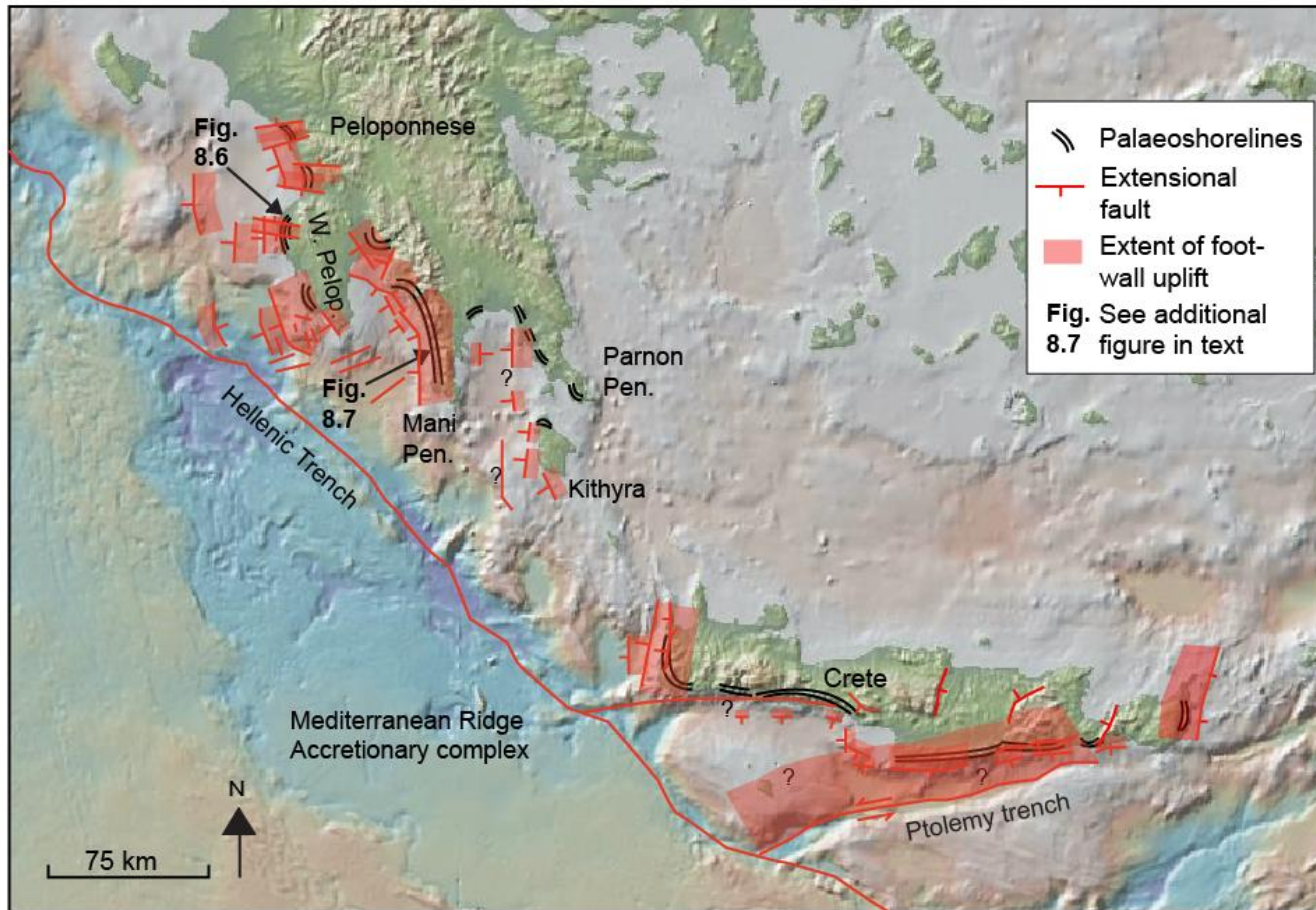 Fig.
8.6
Peloponnese
W. Pelop.
Fig.
8.7
Mani
Pen.
Parnon
Pen.
?
?
Kithyra
Hellenic Trench
Mediterranean Ridge
Accretionary complex
Crete
?
?
?
Ptolemy trench
N
75 km
Palaeoshorelines
Extensional
fault
Extent of foot-
wall uplift
Fig. See additional
8.7 figure in text